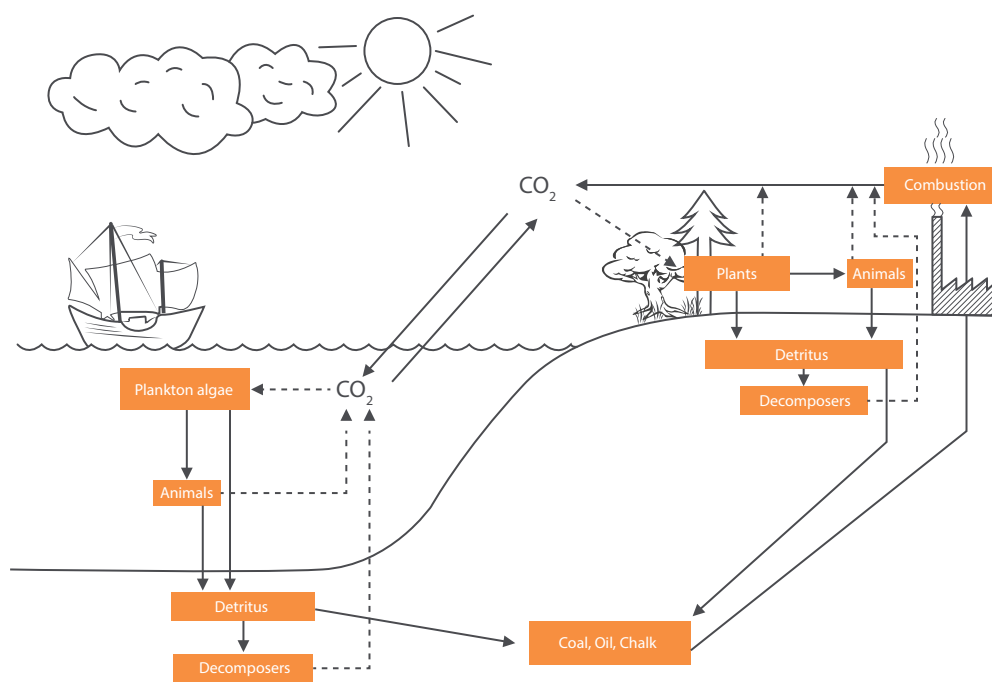 CO₂
Combustion
Plants
Animals
Detritus
Decomposers
Plankton algae
CO₂
Animals
Detritus
Decomposers
Coal, Oil, Chalk